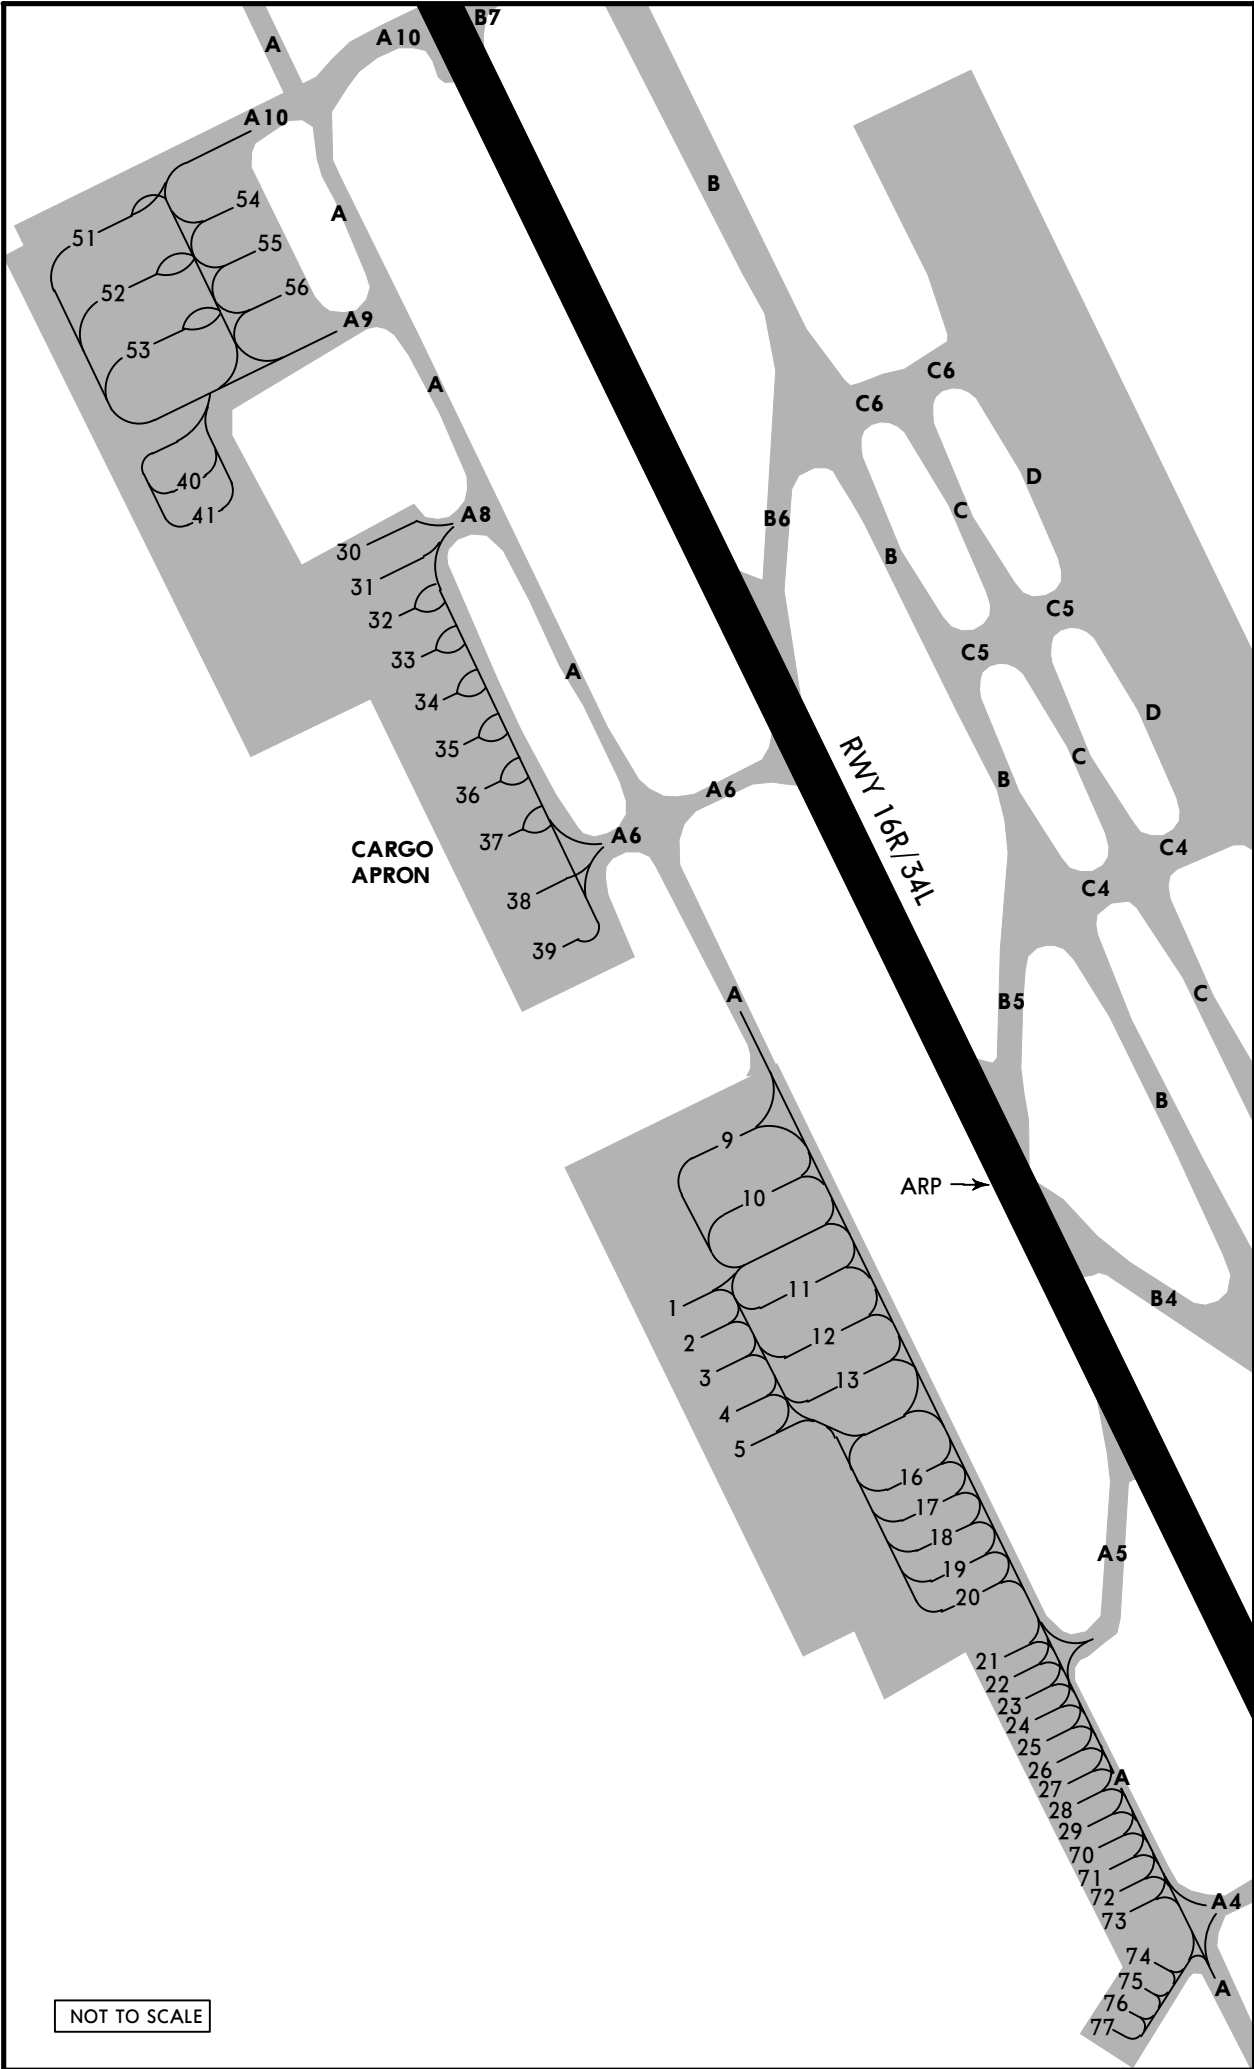 B7
A10
A
A10
B
54
A
51
55
56
52
A9
53
C6
A
C6
D
40
C
41
A8
B6
30
B
31
C5
32
C5
33
A
34
D
35
RWY 16R/34L
C
B
A6
36
A6
37
CARGO
APRON
C4
C4
38
39
A
C
B5
B
9
ARP
10
11
B4
1
12
2
3
13
4
5
16
17
18
A5
19
20
21
22
23
24
25
26
27
A
28
29
70
71
72
A4
73
74
75
A
76
NOT TO SCALE
77